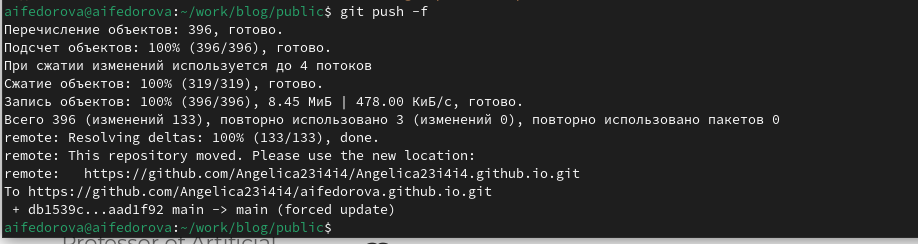 aifedorova@aifedorova:~/work/blog/public$ git push -f
Перечисление объектов: 396, готово.
Подсчет объектов: 100% (396/396), готово.
При сжатии изменений используется до 4 потоков
Сжатие объектов: 100% (319/319), готово.
Запись объектов: 100% (396/396), 8.45 МиБ | 478.00 КиБ/с, готово.
Всего 396 (изменений 133), повторно использовано 3 (изменений 0), повторно использовано пакетов 0
remote: Resolving deltas: 100% (133/133), done.
remote: This repository moved. Please use the new location:
remote:   https://github.com/Angelica23i4i4/Angelica23i4i4.github.io.git
To https://github.com/Angelica23i4i4/aifedorova.github.io.git
 + db1539c...aad1f92 main -> main (forced update)
aifedorova@aifedorova:~/work/blog/public$
Professor of Artificial